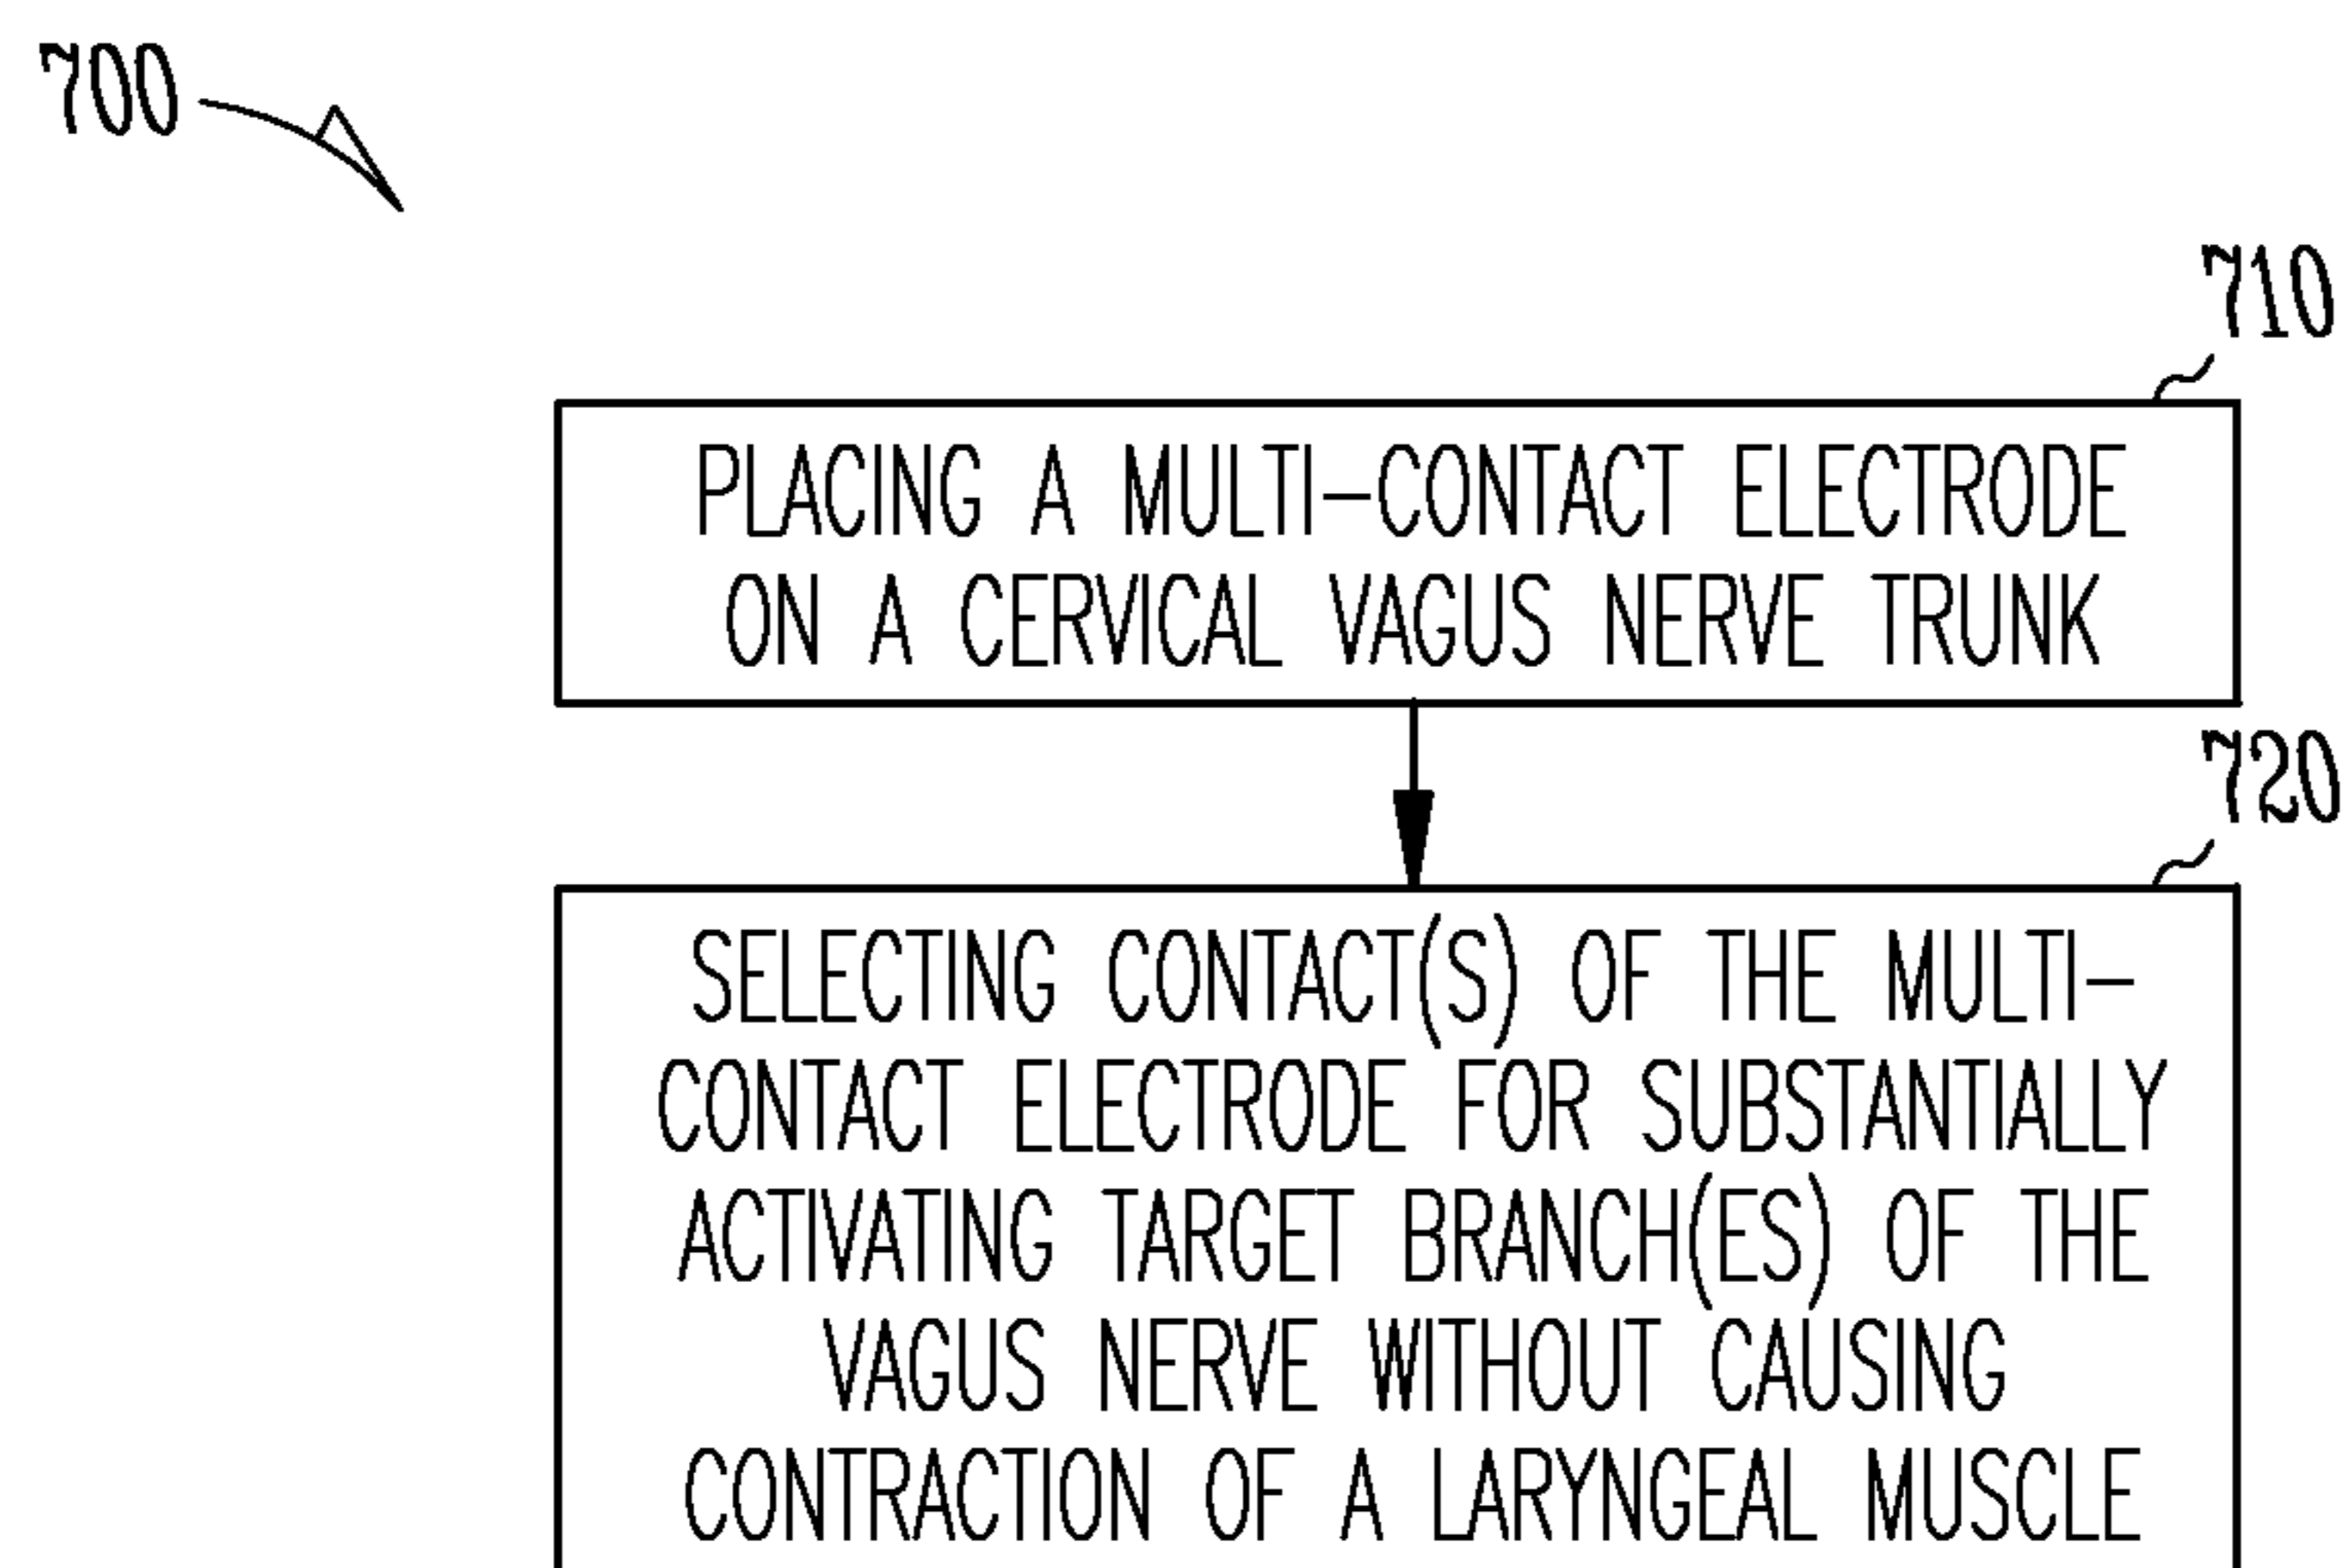 700
710
PLACING A MULTI-CONTACT ELECTRODE
ON A CERVICAL VAGUS NERVE TRUNK
720
SELECTING CONTACT(S) OF THE MULTI-
CONTACT ELECTRODE FOR SUBSTANTIALLY
ACTIVATING TARGET BRANCH(ES) OF THE
VAGUS NERVE WITHOUT CAUSING
CONTRACTION OF A LARYNGEAL MUSCLE